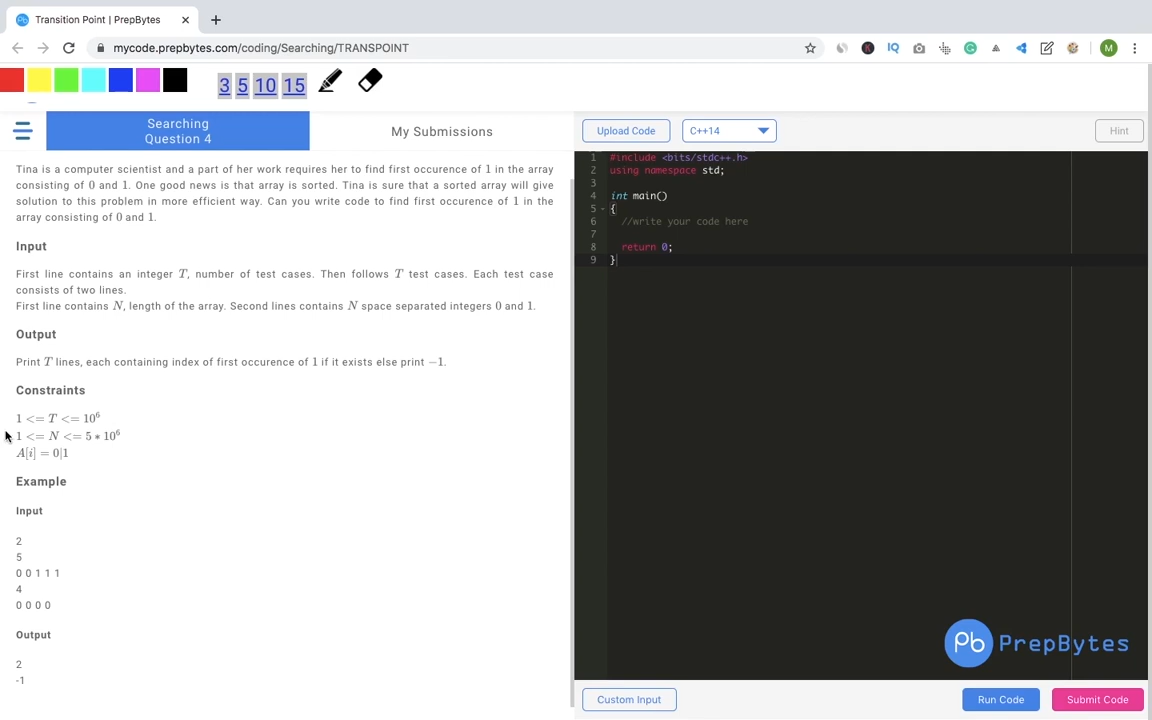 Transition Point | PrepBytes
mycode.prepbytes.com/coding/Searching/TRANSPOINT
IQ
M
3 5 10 15
Searching
Question 4
My Submissions
Upload Code
C++14
Hint
Tina is a computer scientist and a part of her work requires her to find first occurence of 1 in the array
consisting of 0 and 1. One good news is that array is sorted. Tina is sure that a sorted array will give
solution to this problem in more efficient way. Can you write code to find first occurence of 1 in the
array consisting of 0 and 1.
Input
First line contains an integer T, number of test cases. Then follows T test cases. Each test case
consists of two lines.
First line contains N, length of the array. Second lines contains N space separated integers 0 and 1.
Output
Print T lines, each containing index of first occurence of 1 if it exists else print −1.
Constraints
1 <= T <= 10⁶
1 <= N <= 5 ∗ 10⁶
A[i] = 0|1
Example
Input
2
5
0 0 1 1 1
4
0 0 0 0
Output
2
-1
1 #include <bits/stdc++.h>
2 using namespace std;
3
4 int main()
5 {
6 //write your code here
7
8 return 0;
9 }
Pb PrepBytes
Custom Input
Run Code
Submit Code